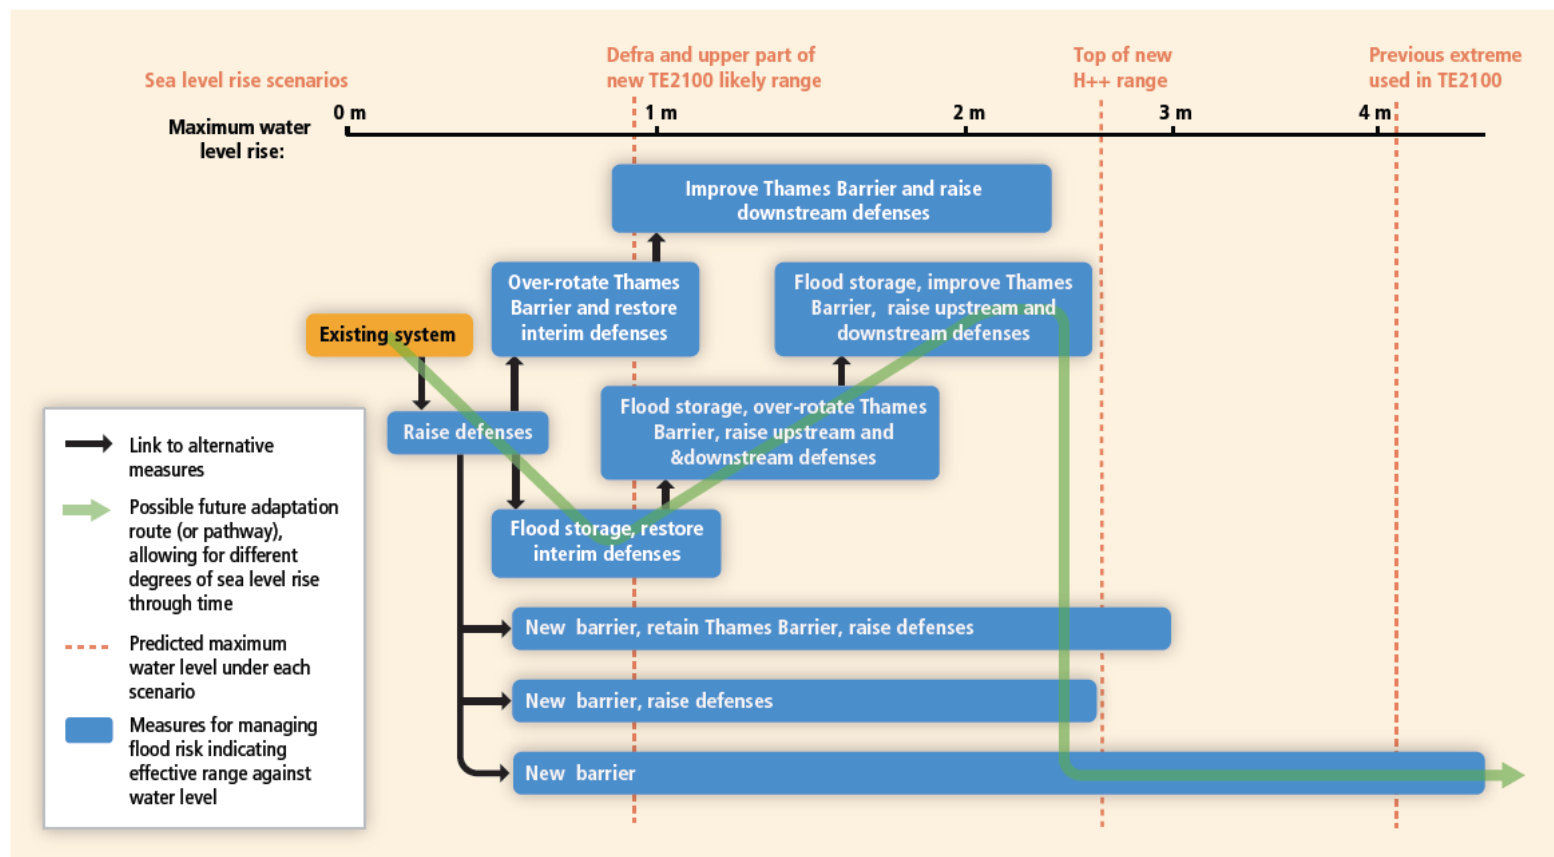 Defra and upper part of
new TE2100 likely range
Top of new
H++ range
Previous extreme
used in TE2100
Sea level rise scenarios
0 m
1 m
2 m
3 m
4 m
Maximum water
level rise:
Improve Thames Barrier and raise
downstream defenses
Over-rotate Thames
Barrier and restore
interim defenses
Flood storage, improve Thames
Barrier, raise upstream and
downstream defenses
Existing system
Raise defenses
Flood storage, over-rotate Thames
Barrier, raise upstream and
&downstream defenses
Flood storage, restore
interim defenses
New barrier, retain Thames Barrier, raise defenses
New barrier, raise defenses
New barrier
Link to alternative
measures
Possible future adaptation
route (or pathway),
allowing for different
degrees of sea level rise
through time
Predicted maximum
water level under each
scenario
Measures for managing
flood risk indicating
effective range against
water level